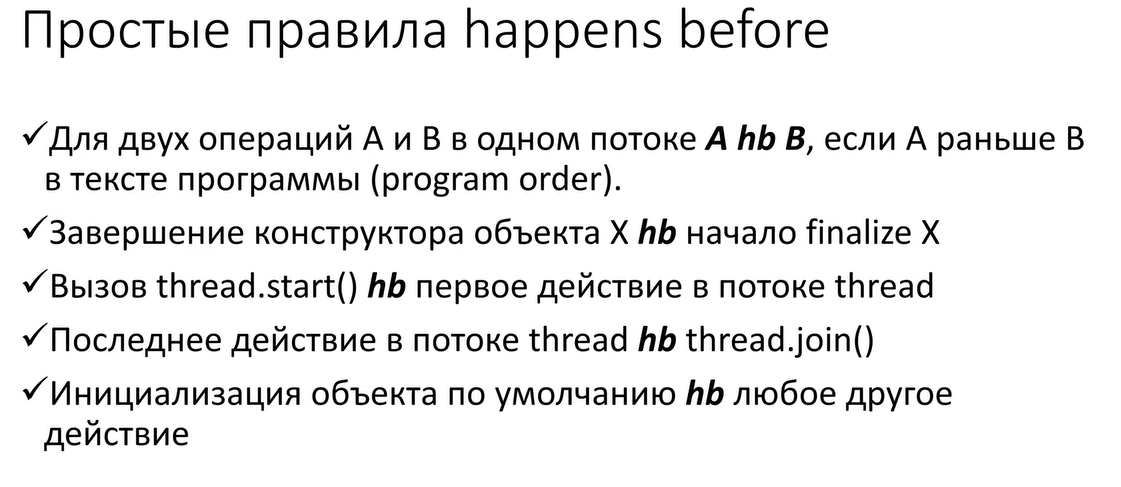 Простые правила happens before
✓Для двух операций A и B в одном потоке A hb B, если A раньше B
в тексте программы (program order).
✓Завершение конструктора объекта X hb начало finalize X
✓Вызов thread.start() hb первое действие в потоке thread
✓Последнее действие в потоке thread hb thread.join()
✓Инициализация объекта по умолчанию hb любое другое
действие